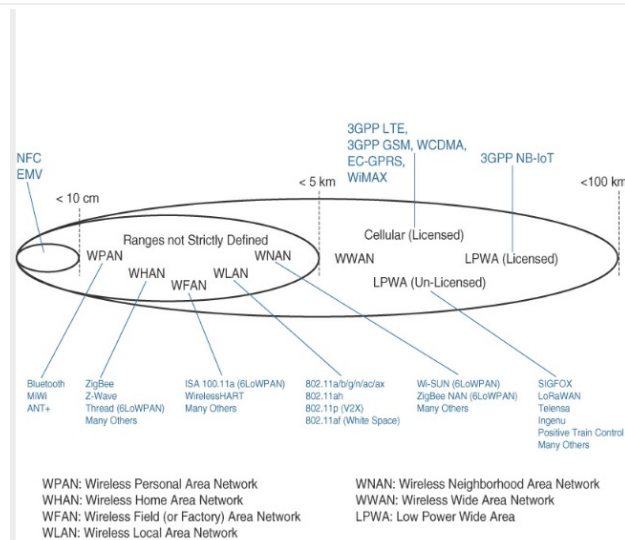 3GPP LTE,
3GPP GSM, WCDMA,
EC-GPRS,
WiMAX
3GPP NB-IoT
NFC
EMV
< 10 cm
< 5 km
<100 km
Ranges not Strictly Defined
Cellular (Licensed)
WPAN
WHAN
WFAN
WLAN
WNAN
WWAN
LPWA (Licensed)
LPWA (Un-Licensed)
Bluetooth
MiWi
ANT+
ZigBee
Z-Wave
Thread (6LoWPAN)
Many Others
ISA 100.11a (6LoWPAN)
WirelessHART
Many Others
802.11a/b/g/n/ac/ax
802.11ah
802.11p (V2X)
802.11af (White Space)
Wi-SUN (6LoWPAN)
ZigBee NAN (6LoWPAN)
Many Others
SIGFOX
LoRaWAN
Telensa
Ingenu
Positive Train Control
Many Others
WPAN: Wireless Personal Area Network
WHAN: Wireless Home Area Network
WFAN: Wireless Field (or Factory) Area Network
WLAN: Wireless Local Area Network
WNAN: Wireless Neighborhood Area Network
WWAN: Wireless Wide Area Network
LPWA: Low Power Wide Area